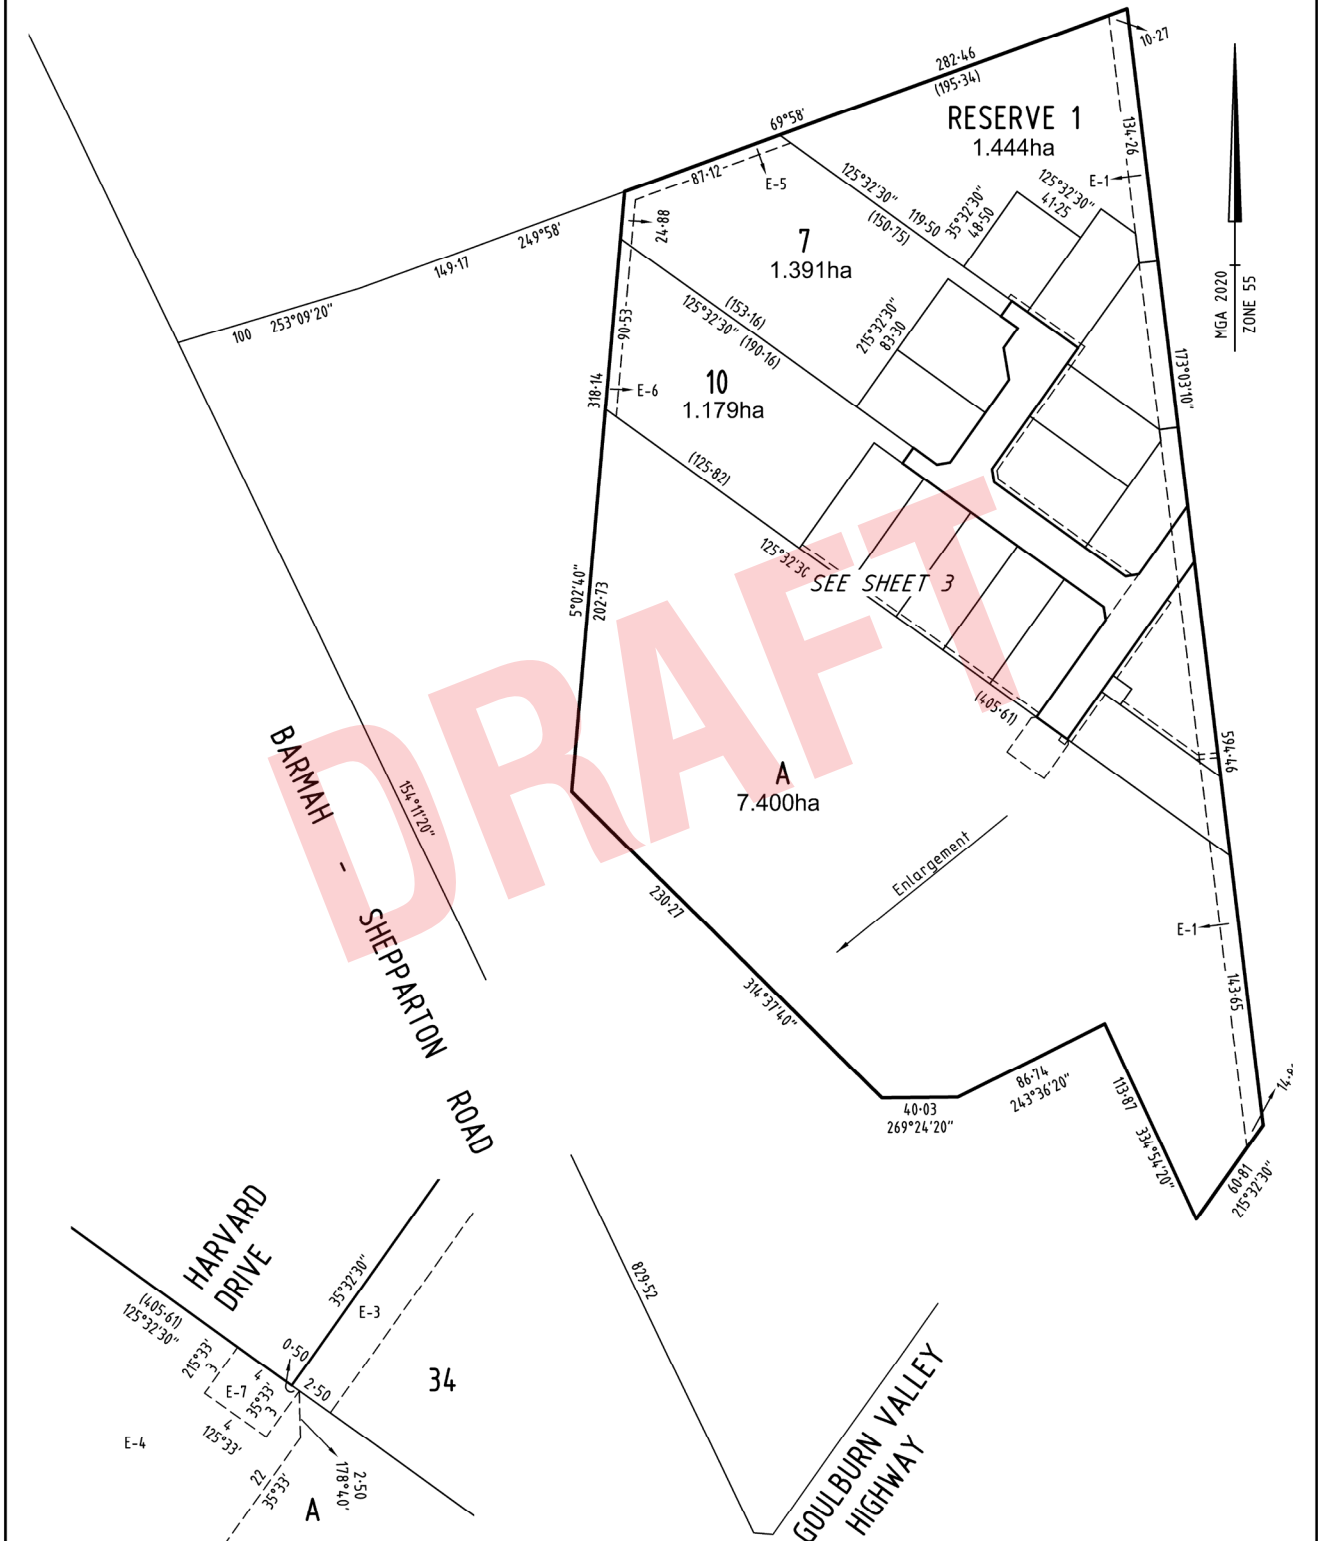 10·27
282·46
(195·34)
RESERVE 1
1.444ha
69°58'
134·26
E-1
87·12
E-5
125°32'30"
(150·75)
119·50
35°32'30"
48·50
125°32'30"
41·25
24·88
249°58'
149·17
7
1.391ha
MGA 2020
ZONE 55
100 253°09'20"
90·53
(153·16)
125°32'30" (190·16)
215°32'30"
83·30
173°03'10"
318·14
E-6
10
1.179ha
(125·82)
125°32'30
SEE SHEET 3
5°02'40"
202·73
DRAFT
(405·61)
594·46
A
7.400ha
BARMAH - SHEPPARTON ROAD
154°11'20"
Enlargement
230·27
314°37'40"
E-1
143·65
40·03
269°24'20"
86·74
243°36'20"
113·87
334°54'20"
60·81
215°32'30"
HARVARD
DRIVE
35°32'30"
E-3
829·52
(405·61)
125°32'30"
215°33'
3
0·50
4
2·50
34
E-7
35°33'
3
4
125°33'
E-4
2·50
178°40'
22
35°33'
A
GOULBURN VALLEY
HIGHWAY